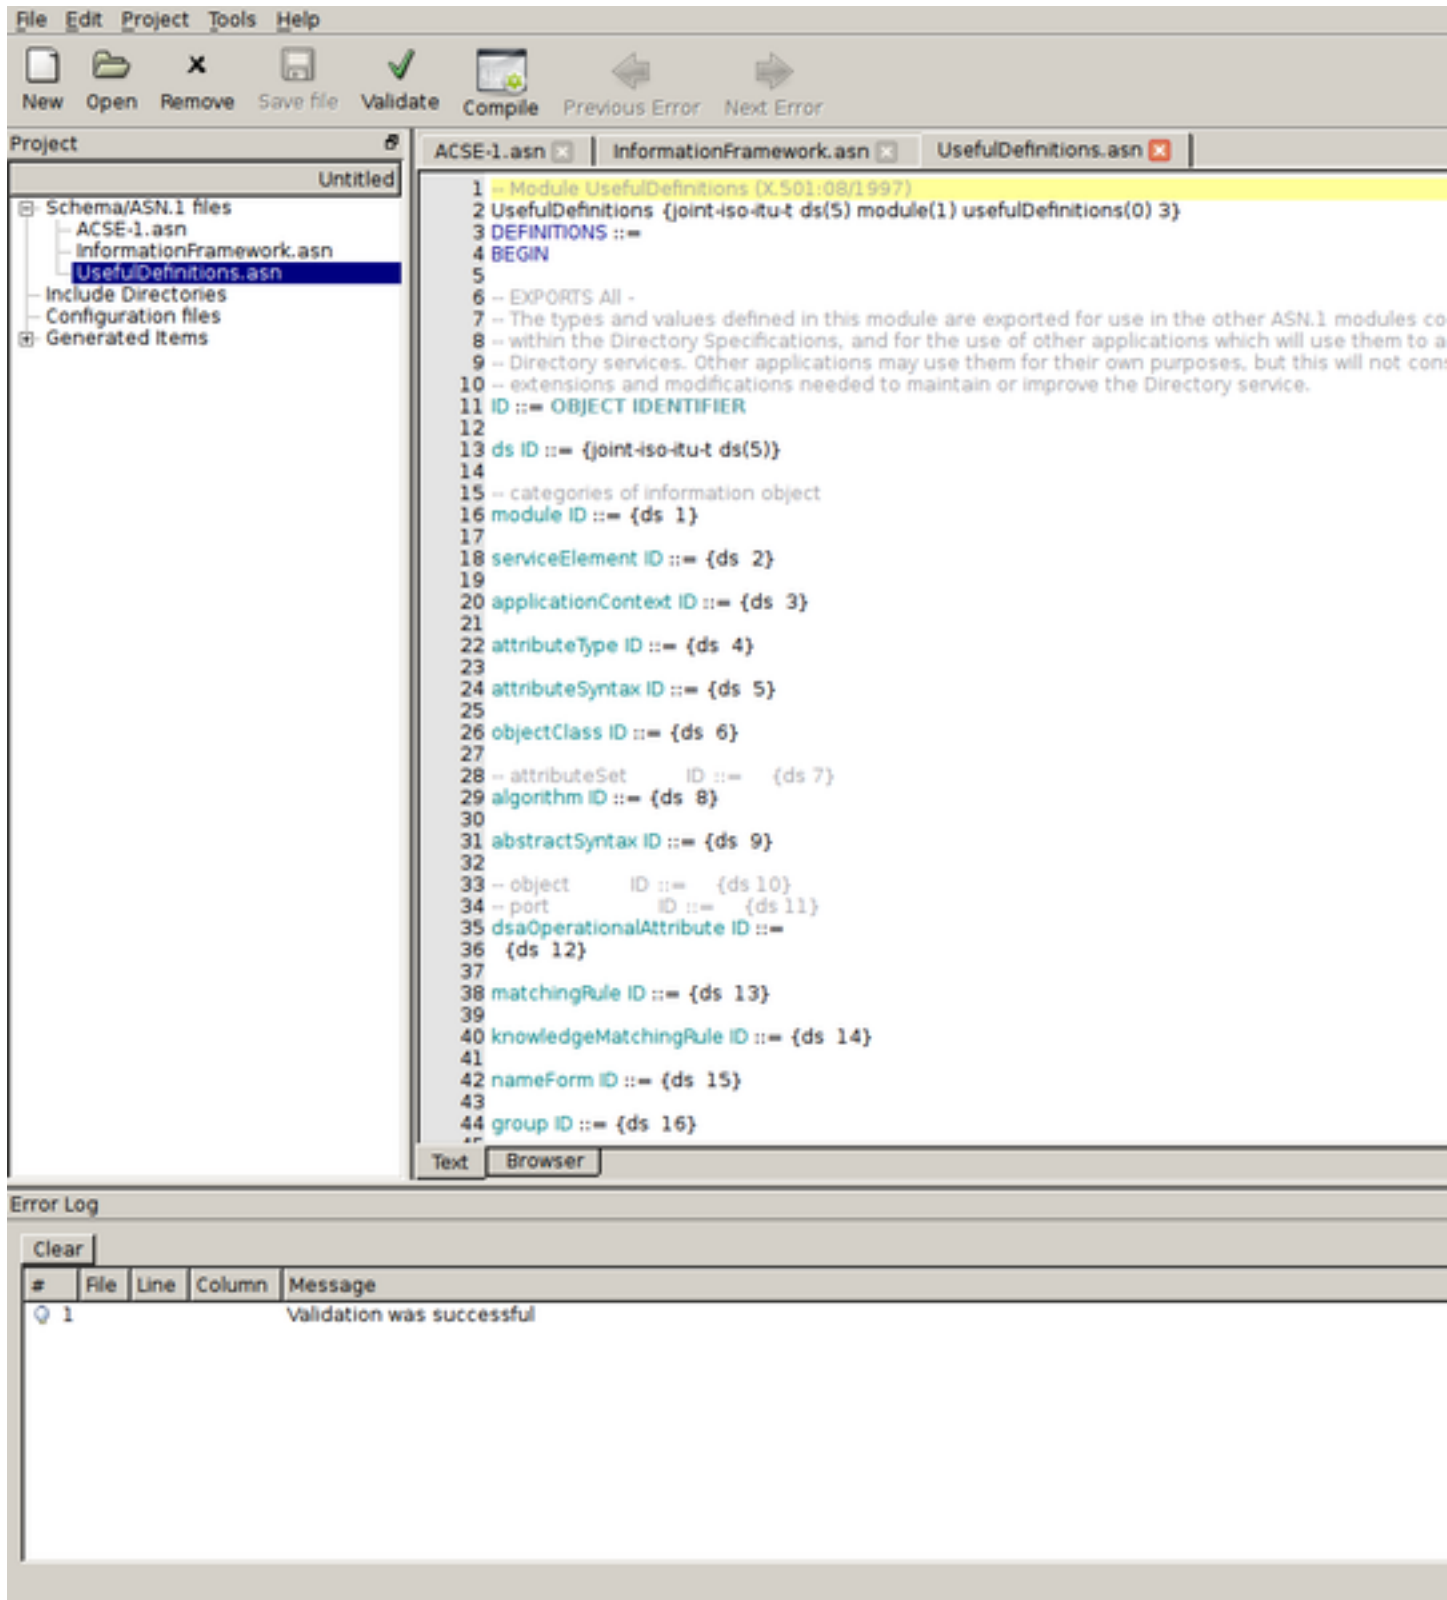 File Edit Project Tools Help
New Open Remove Save file Validate Compile Previous Error Next Error
Project
ACSE-1.asn InformationFramework.asn UsefulDefinitions.asn
Untitled
Schema/ASN.1 files
ACSE-1.asn
InformationFramework.asn
UsefulDefinitions.asn
Include Directories
Configuration files
Generated Items
1 -- Module UsefulDefinitions (X.501:08/1997)
2 UsefulDefinitions {joint-iso-itu-t ds(5) module(1) usefulDefinitions(0) 3}
3 DEFINITIONS ::=
4 BEGIN
5
6 -- EXPORTS All -
7 -- The types and values defined in this module are exported for use in the other ASN.1 modules co
8 -- within the Directory Specifications, and for the use of other applications which will use them to a
9 -- Directory services. Other applications may use them for their own purposes, but this will not cons
10 -- extensions and modifications needed to maintain or improve the Directory service.
11 ID ::= OBJECT IDENTIFIER
12
13 ds ID ::= {joint-iso-itu-t ds(5)}
14
15 -- categories of information object
16 module ID ::= {ds 1}
17
18 serviceElement ID ::= {ds 2}
19
20 applicationContext ID ::= {ds 3}
21
22 attributeType ID ::= {ds 4}
23
24 attributeSyntax ID ::= {ds 5}
25
26 objectClass ID ::= {ds 6}
27
28 -- attributeSet ID ::= {ds 7}
29 algorithm ID ::= {ds 8}
30
31 abstractSyntax ID ::= {ds 9}
32
33 -- object ID ::= {ds 10}
34 -- port ID ::= {ds 11}
35 dsaOperationalAttribute ID ::=
36 {ds 12}
37
38 matchingRule ID ::= {ds 13}
39
40 knowledgeMatchingRule ID ::= {ds 14}
41
42 nameForm ID ::= {ds 15}
43
44 group ID ::= {ds 16}
Text Browser
Error Log
Clear
# File Line Column Message
1 Validation was successful